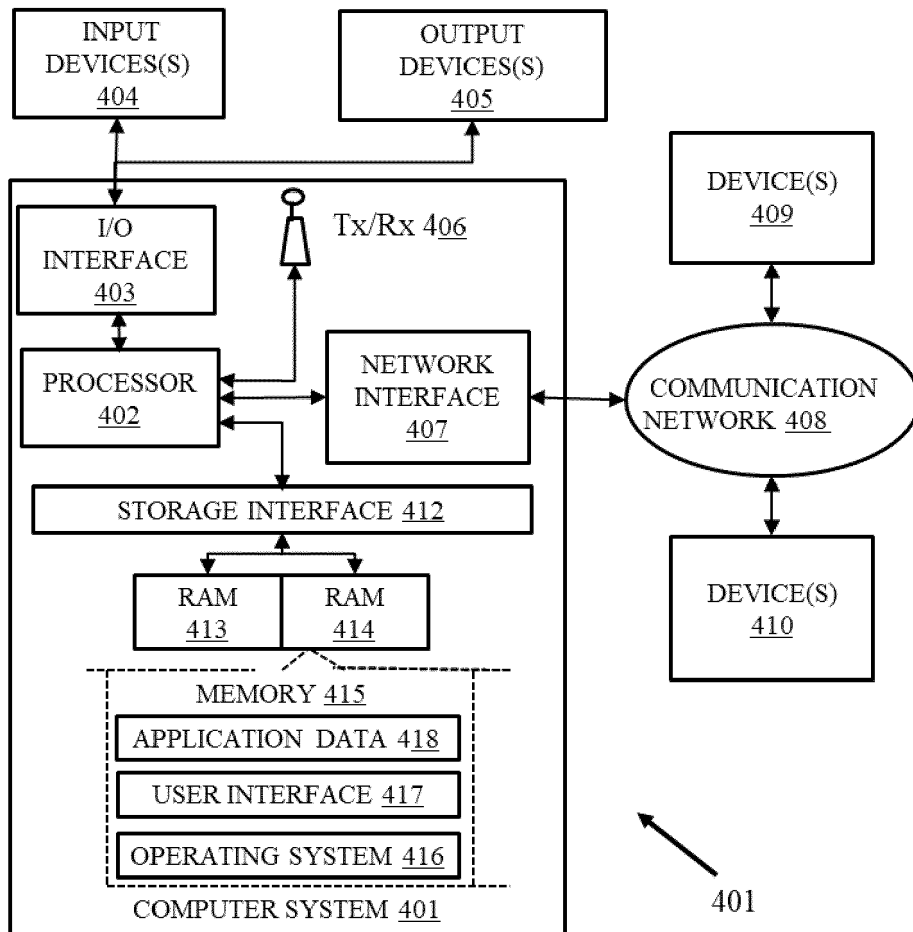 INPUT
DEVICES(S)
404
OUTPUT
DEVICES(S)
405
I/O
INTERFACE
403
Tx/Rx 406
DEVICE(S)
409
PROCESSOR
402
NETWORK
INTERFACE
407
COMMUNICATION
NETWORK 408
STORAGE INTERFACE 412
RAM
413
RAM
414
DEVICE(S)
410
MEMORY 415
APPLICATION DATA 418
USER INTERFACE 417
OPERATING SYSTEM 416
COMPUTER SYSTEM 401
401